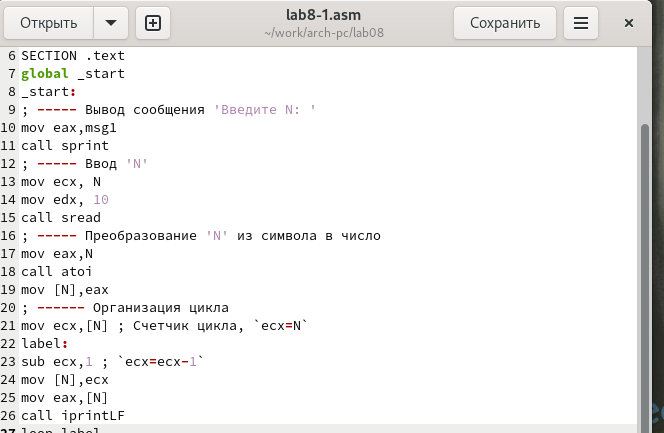 Открыть
lab8-1.asm
~/work/arch-pc/lab08
Сохранить
6 SECTION .text
7 global _start
8 _start:
9 ; ----- Вывод сообщения 'Введите N: '
10 mov eax,msg1
11 call sprint
12 ; ----- Ввод 'N'
13 mov ecx, N
14 mov edx, 10
15 call sread
16 ; ----- Преобразование 'N' из символа в число
17 mov eax,N
18 call atoi
19 mov [N],eax
20 ; ------ Организация цикла
21 mov ecx,[N] ; Счетчик цикла, `ecx=N`
22 label:
23 sub ecx,1 ; `ecx=ecx-1`
24 mov [N],ecx
25 mov eax,[N]
26 call iprintLF
27 loop label